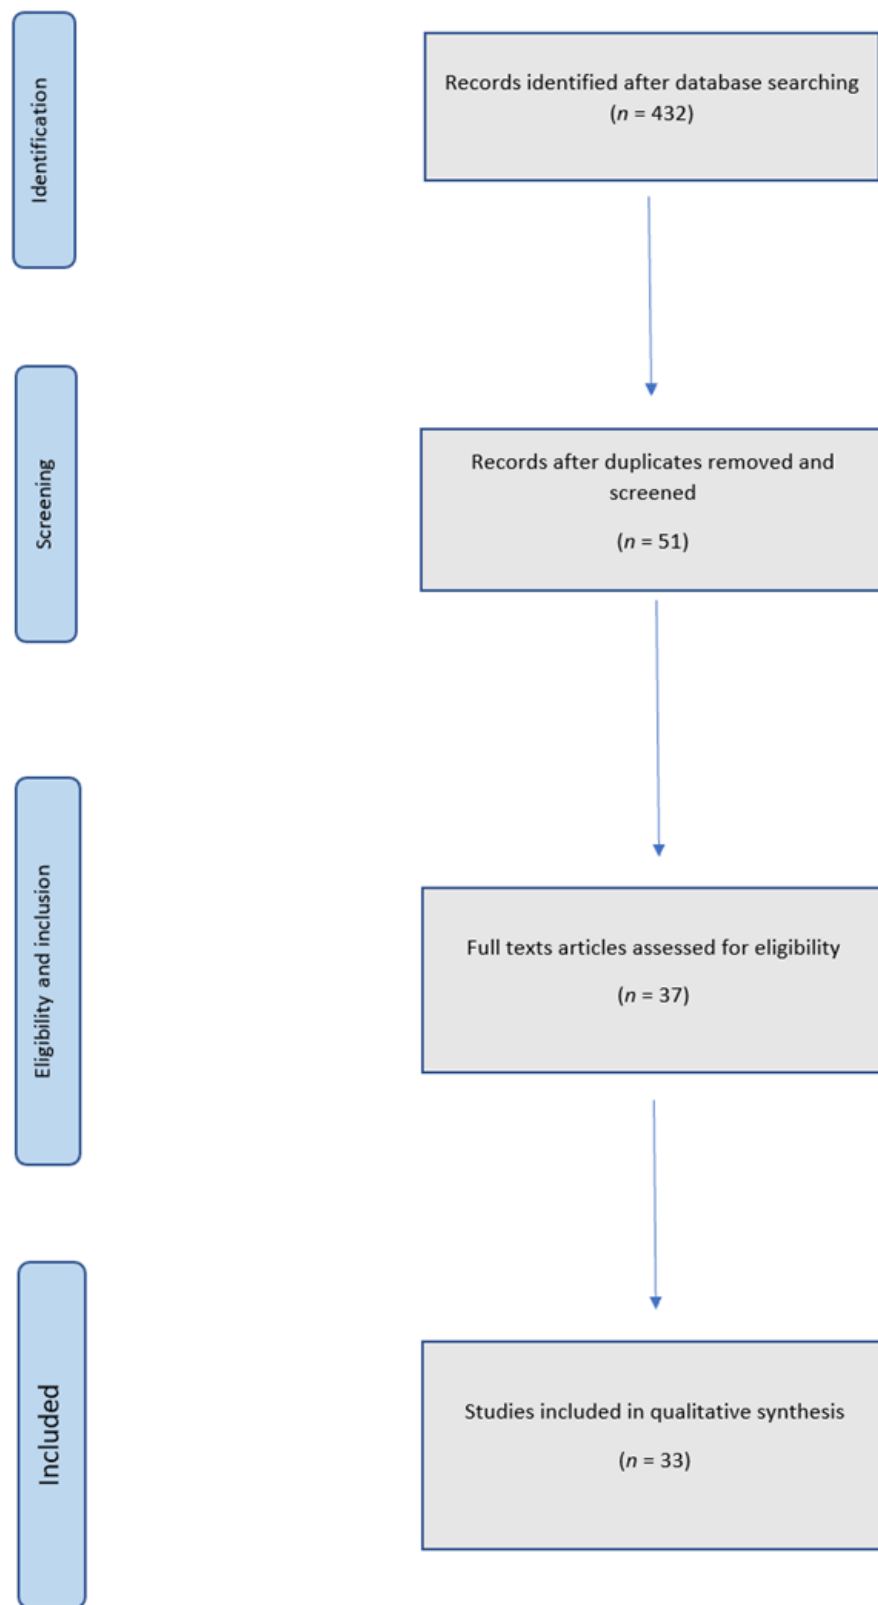 Identification
Records identified after database searching
(n = 432)
Screening
Records after duplicates removed and
screened
(n = 51)
Eligibility and inclusion
Full texts articles assessed for eligibility
(n = 37)
Included
Studies included in qualitative synthesis
(n = 33)